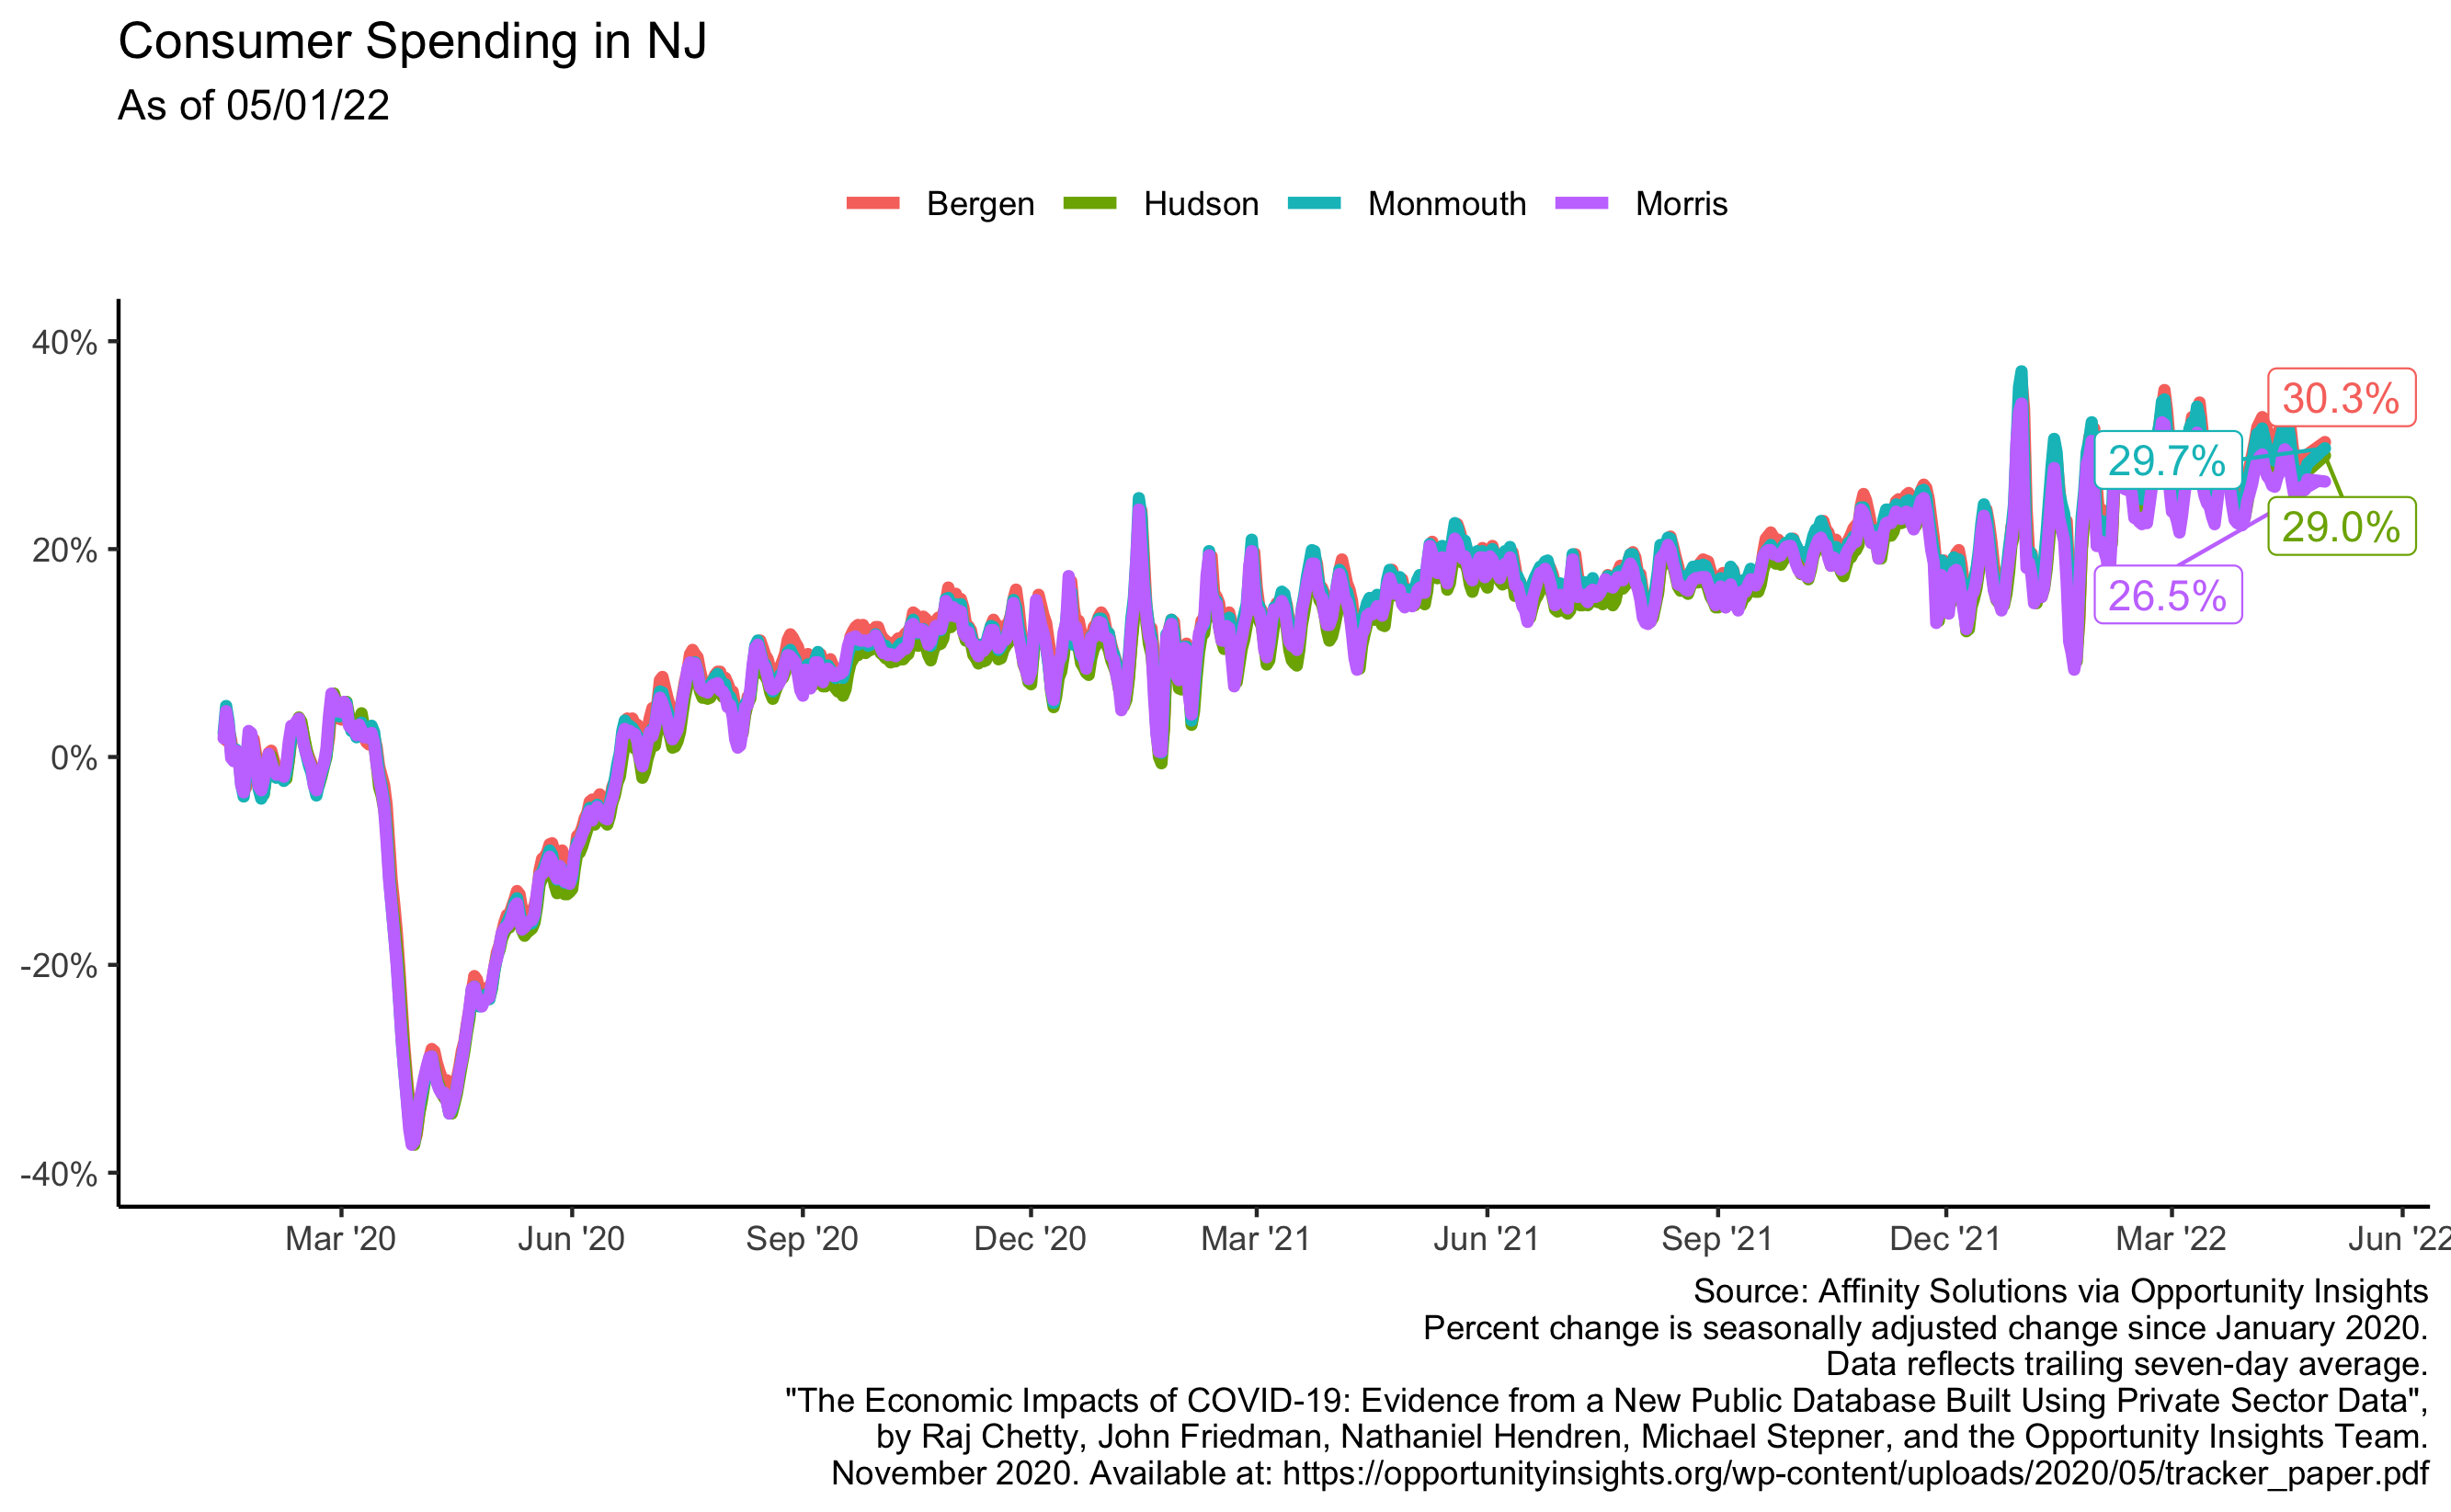 Consumer Spending in NJ
As of 05/01/22
Bergen Hudson Monmouth Morris
40%
20%
0%
-20%
-40%
30.3%
29.7%
29.0%
26.5%
Mar '20 Jun '20 Sep '20 Dec '20 Mar '21 Jun '21 Sep '21 Dec '21 Mar '22 Jun '22
Source: Affinity Solutions via Opportunity Insights
Percent change is seasonally adjusted change since January 2020.
Data reflects trailing seven-day average.
"The Economic Impacts of COVID-19: Evidence from a New Public Database Built Using Private Sector Data",
by Raj Chetty, John Friedman, Nathaniel Hendren, Michael Stepner, and the Opportunity Insights Team.
November 2020. Available at: https://opportunityinsights.org/wp-content/uploads/2020/05/tracker_paper.pdf